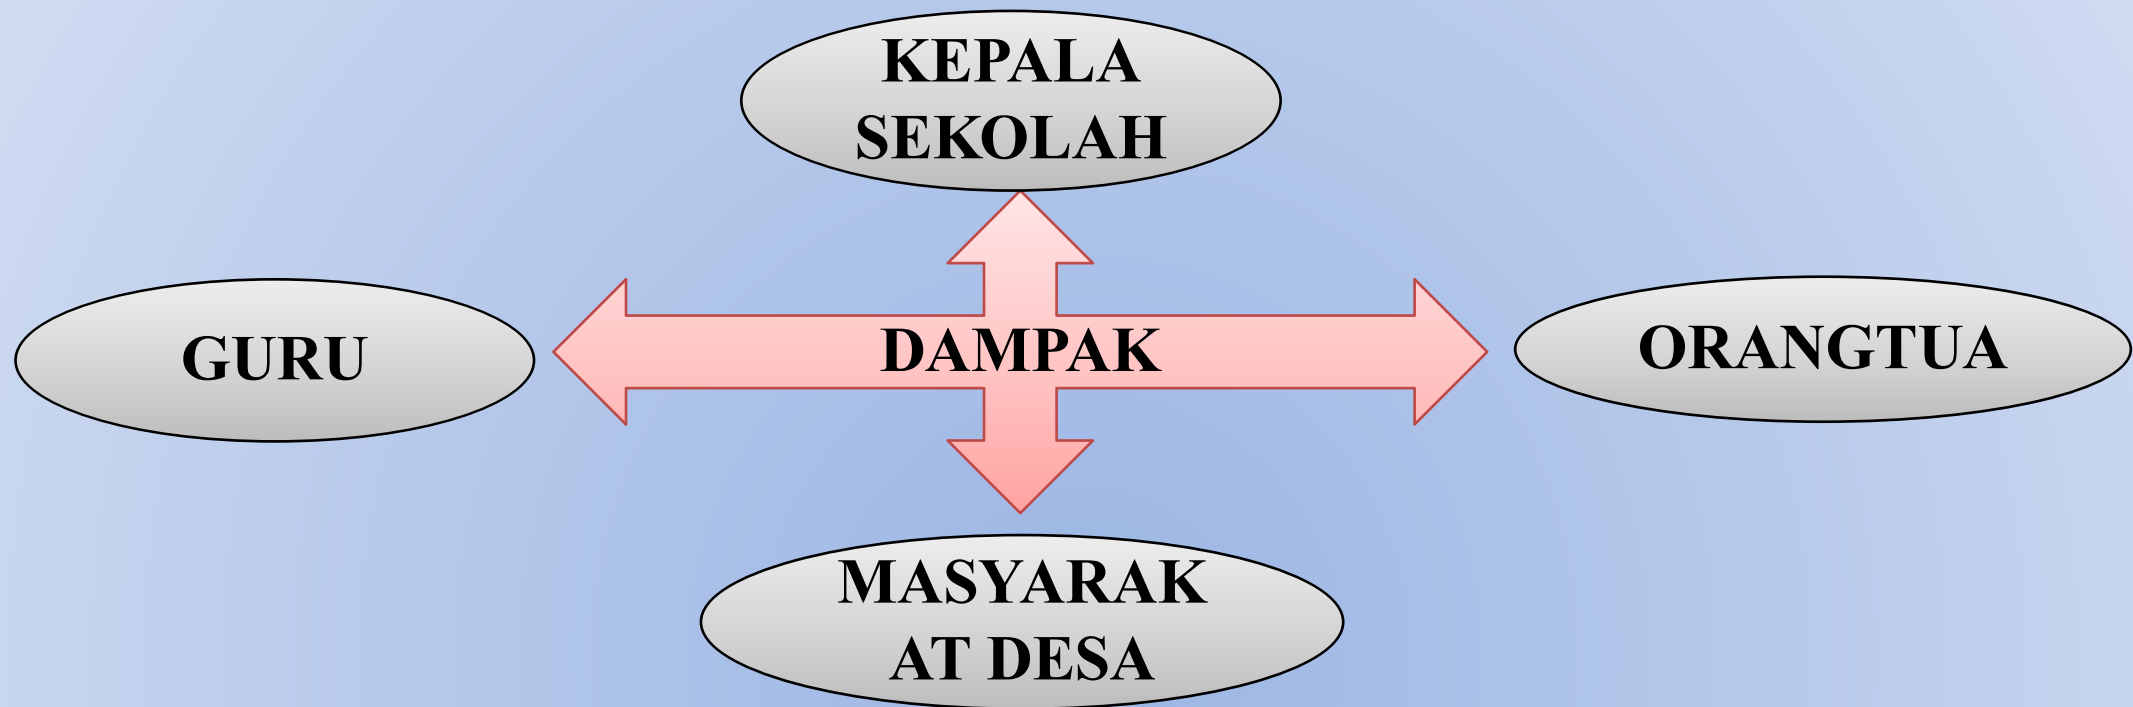 KEPALA
SEKOLAH
GURU
DAMPAK
ORANGTUA
MASYARAK
AT DESA